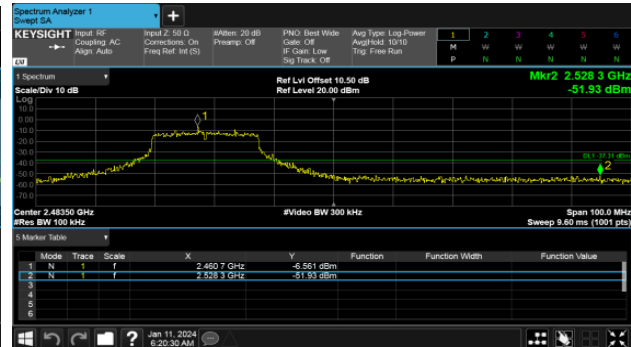 Spectrum Analyzer 1
Swept SA
+
KEYSIGHT Input: RF Input Z: 50 Ω #Atten: 20 dB PNO: Best Wide Avg Type: Log-Power 1 2 3 4 5 6
Coupling: AC Corrections: On Preamp: Off Gate: Off Avg|Hold: 10/10 M W W W W W
Align: Auto Freq Ref: Int (S) IF Gain: Low Trig: Free Run P N N N N N
Sig Track: Off
LXI
1 Spectrum Ref Lvl Offset 10.50 dB Mkr2 2.528 3 GHz
Scale/Div 10 dB Ref Level 20.00 dBm -51.93 dBm
Log
10.0
0.00 1
-10.0
-20.0
-30.0 DL1 -37.31 dBm
-40.0 2
-50.0
-60.0
-70.0
Center 2.48350 GHz #Video BW 300 kHz Span 100.0 MHz
#Res BW 100 kHz Sweep 9.60 ms (1001 pts)
5 Marker Table
Mode Trace Scale X Y Function Function Width Function Value
1 N 1 f 2.460 7 GHz -6.561 dBm
2 N 1 f 2.528 3 GHz -51.93 dBm
3
4
5
6
? Jan 11, 2024
6:20:30 AM